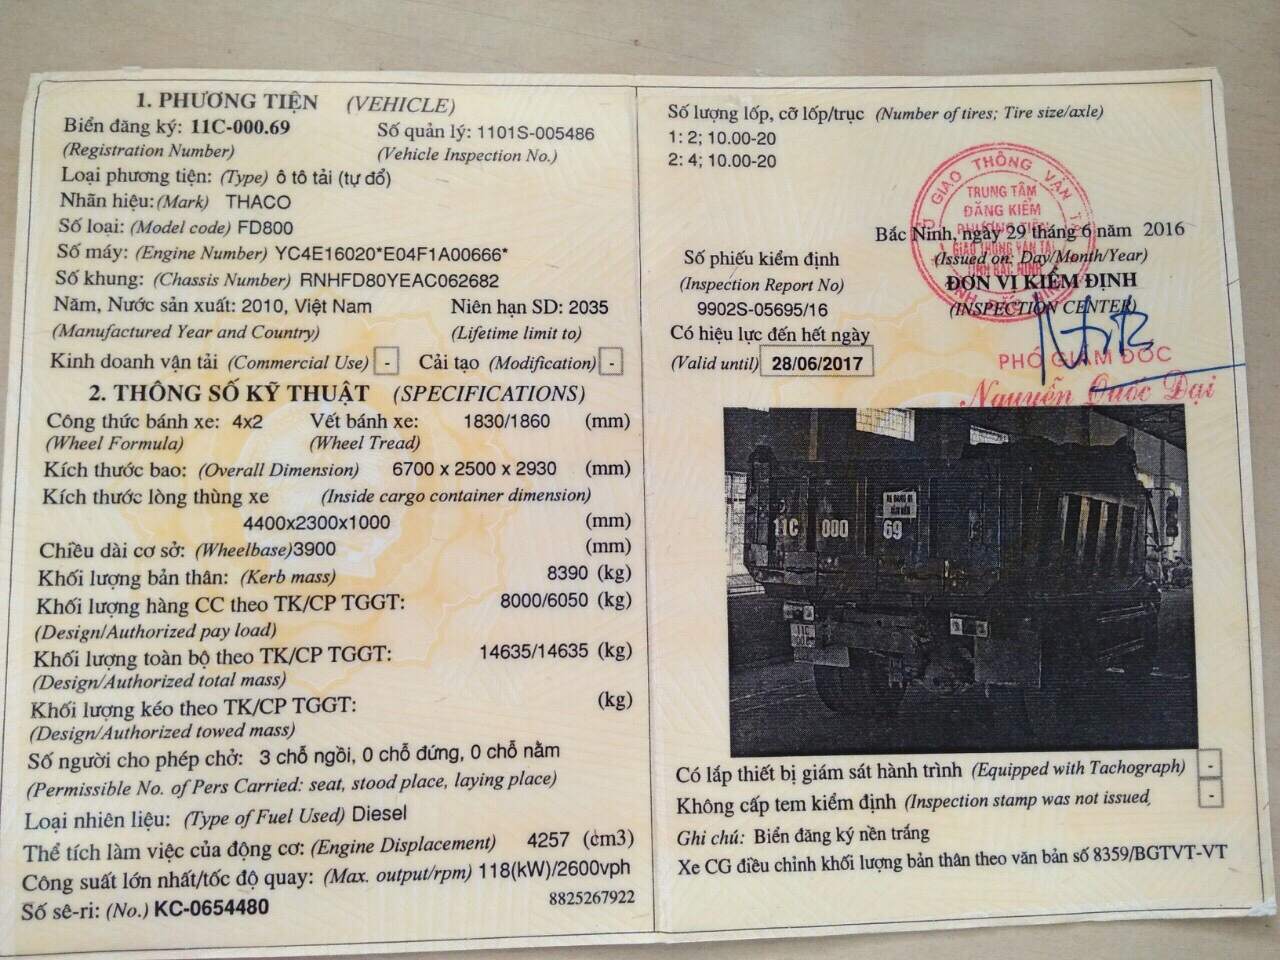 1. PHƯƠNG TIỆN (VEHICLE)
Biển đăng ký: 11C-000.69 Số quản lý: 1101S-005486
(Registration Number) (Vehicle Inspection No.)
Loại phương tiện: (Type) ô tô tải (tự đổ)
Nhãn hiệu: (Mark) THACO
Số loại: (Model code) FD800
Số máy: (Engine Number) YC4E16020*E04F1A00666*
Số khung: (Chassis Number) RNHFD80YEAC062682
Năm, Nước sản xuất: 2010, Việt Nam Niên hạn SD: 2035
(Manufactured Year and Country) (Lifetime limit to)
Kinh doanh vận tải (Commercial Use) - Cải tạo (Modification) -
2. THÔNG SỐ KỸ THUẬT (SPECIFICATIONS)
Công thức bánh xe: 4x2 Vết bánh xe: 1830/1860 (mm)
(Wheel Formula) (Wheel Tread)
Kích thước bao: (Overall Dimension) 6700 x 2500 x 2930 (mm)
Kích thước lòng thùng xe (Inside cargo container dimension)
4400x2300x1000 (mm)
Chiều dài cơ sở: (Wheelbase)3900 (mm)
Khối lượng bản thân: (Kerb mass) 8390 (kg)
Khối lượng hàng CC theo TK/CP TGGT: 8000/6050 (kg)
(Design/Authorized pay load)
Khối lượng toàn bộ theo TK/CP TGGT: 14635/14635 (kg)
(Design/Authorized total mass)
Khối lượng kéo theo TK/CP TGGT: (kg)
(Design/Authorized towed mass)
Số người cho phép chở: 3 chỗ ngồi, 0 chỗ đứng, 0 chỗ nằm
(Permissible No. of Pers Carried: seat, stood place, laying place)
Loại nhiên liệu: (Type of Fuel Used) Diesel
Thể tích làm việc của động cơ: (Engine Displacement) 4257 (cm3)
Công suất lớn nhất/tốc độ quay: (Max. output/rpm) 118(kW)/2600vph
Số sê-ri: (No.) KC-0654480 8825267922
Số lượng lốp, cỡ lốp/trục (Number of tires; Tire size/axle)
1: 2; 10.00-20
2: 4; 10.00-20
GIAO THÔNG VẬN TẢI
TRUNG TÂM
ĐĂNG KIỂM
PHƯƠNG TIỆN
GIAO THÔNG VẬN TẢI
TỈNH BẮC NINH
Bắc Ninh, ngày 29 tháng 6 năm 2016
(Issued on: Day/Month/Year)
ĐƠN VỊ KIỂM ĐỊNH
(INSPECTION CENTER)
Số phiếu kiểm định
(Inspection Report No)
9902S-05695/16
Có hiệu lực đến hết ngày
(Valid until) 28/06/2017
PHÓ GIÁM ĐỐC
Nguyễn Quốc Đại
11C 000 69
Có lắp thiết bị giám sát hành trình (Equipped with Tachograph) -
Không cấp tem kiểm định (Inspection stamp was not issued, -
Ghi chú: Biển đăng ký nền trắng
Xe CG điều chỉnh khối lượng bản thân theo văn bản số 8359/BGTVT-VT